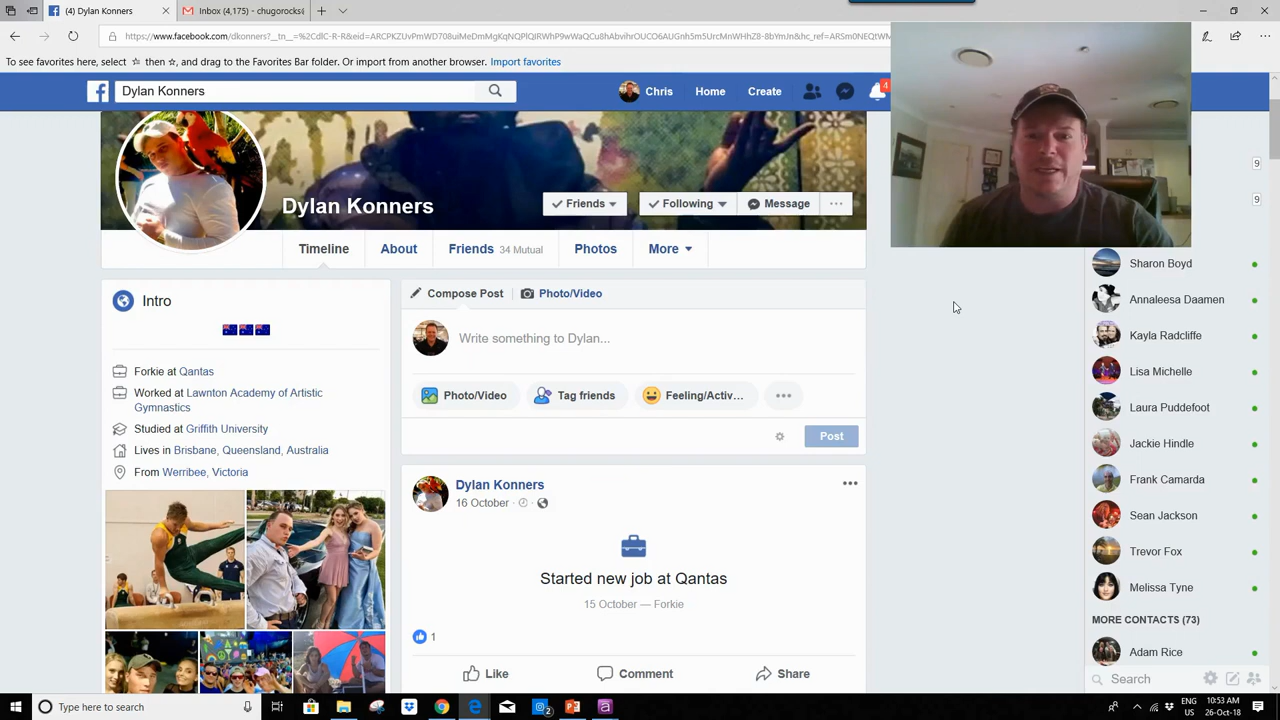 (4) Dylan Konners
Inbox (4,175) - chugorocks(
https://www.facebook.com/dkonners?__tn__=%2CdlC-R-R&eid=
To see favorites here, select ☆ then ☆, and drag to the Favorites Bar folder. Or import from another browser. Import favorites
Dylan Konners
Chris Home Create
4
9
9
Dylan Konners
Friends Following Message
Timeline About Friends 34 Mutual Photos More
Intro
Compose Post Photo/Video
Write something to Dylan...
Forkie at Qantas
Worked at Lawnton Academy of Artistic
Gymnastics
Studied at Griffith University
Lives in Brisbane, Queensland, Australia
From Werribee, Victoria
Photo/Video Tag friends Feeling/Activ...
Post
Dylan Konners
16 October
Started new job at Qantas
15 October — Forkie
1
Like Comment Share
Sharon Boyd
Annaleesa Daamen
Kayla Radcliffe
Lisa Michelle
Laura Puddefoot
Jackie Hindle
Frank Camarda
Sean Jackson
Trevor Fox
Melissa Tyne
MORE CONTACTS (73)
Adam Rice
Search
Type here to search
2
ENG
US
10:53 AM
26-Oct-18